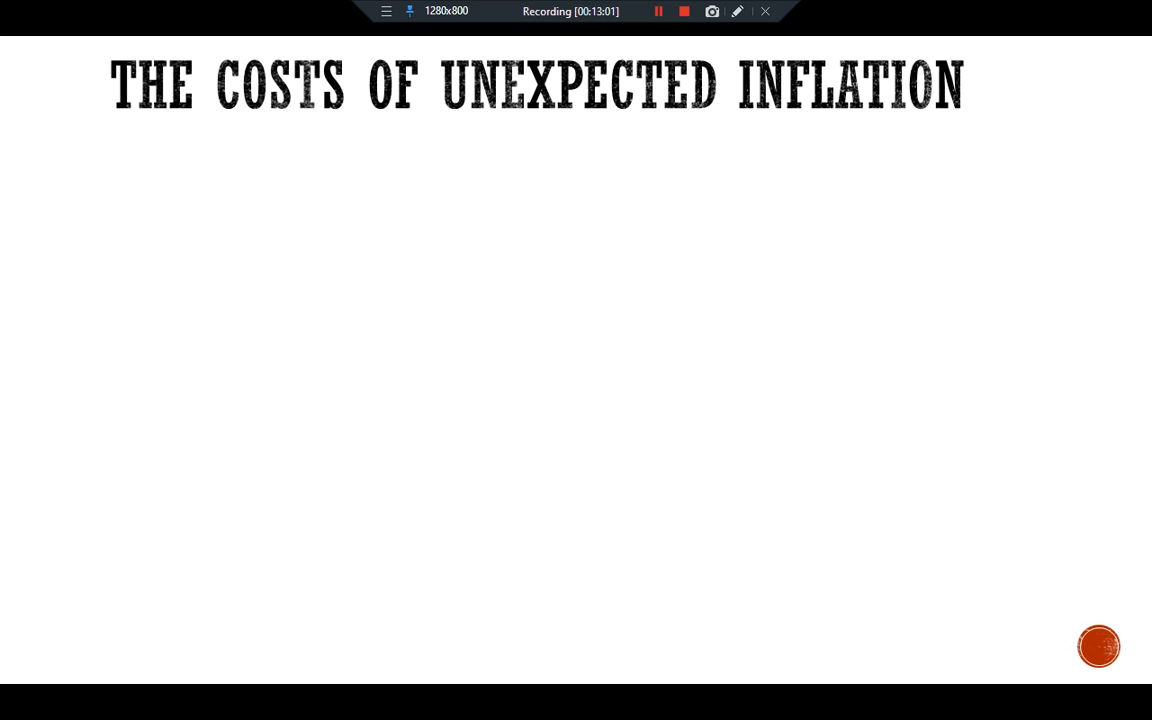 1280x800 Recording [00:13:01]
THE COSTS OF UNEXPECTED INFLATION